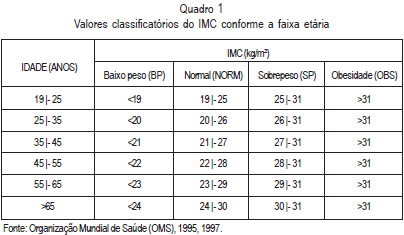 Quadro 1
Valores classificatórios do IMC conforme a faixa etária
IDADE (ANOS) IMC (kg/m²)
Baixo peso (BP) Normal (NORM) Sobrepeso (SP) Obesidade (OBS)
19 |- 25 <19 19 |- 25 25 |- 31 >31
25 |- 35 <20 20 |- 26 26 |- 31 >31
35 |- 45 <21 21 |- 27 27 |- 31 >31
45 |- 55 <22 22 |- 28 28 |- 31 >31
55 |- 65 <23 23 |- 29 29 |- 31 >31
>65 <24 24 |- 30 30 |- 31 >31
Fonte: Organização Mundial de Saúde (OMS), 1995, 1997.